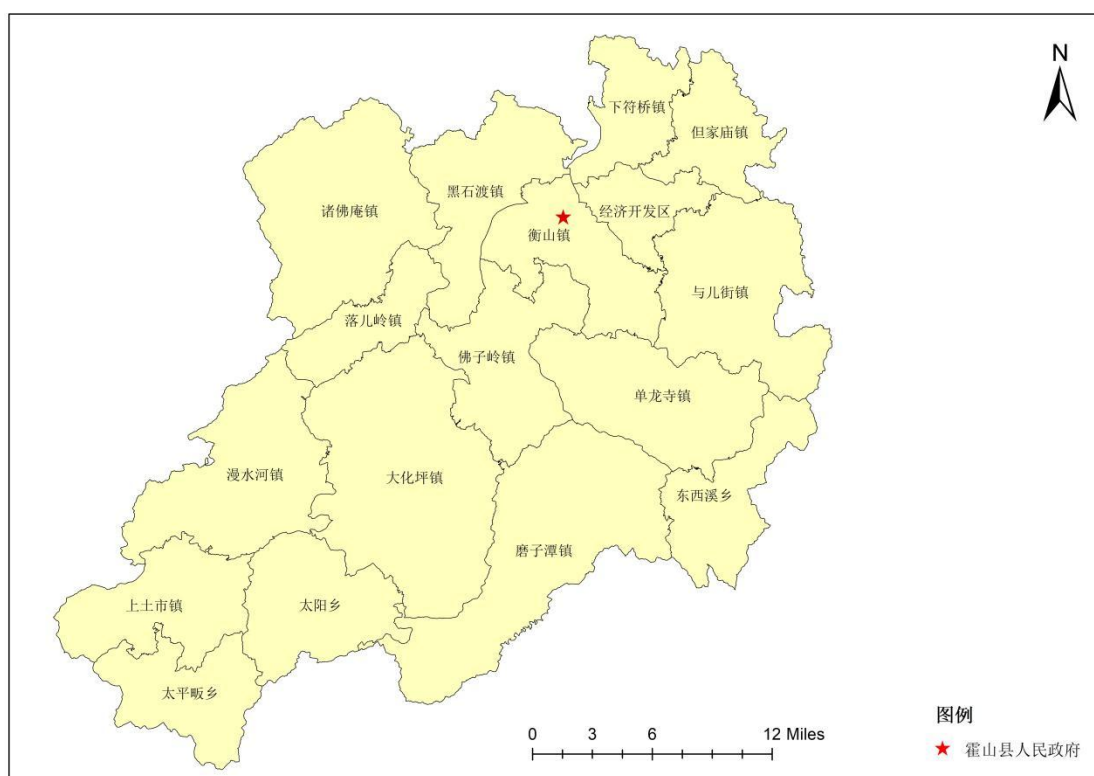 N
下符桥镇
但家庙镇
黑石渡镇
诸佛庵镇
经济开发区
衡山镇
与儿街镇
落儿岭镇
佛子岭镇
单龙寺镇
漫水河镇
大化坪镇
东西溪乡
磨子潭镇
上土市镇
太阳乡
太平畈乡
图例
0 3 6 12 Miles
霍山县人民政府